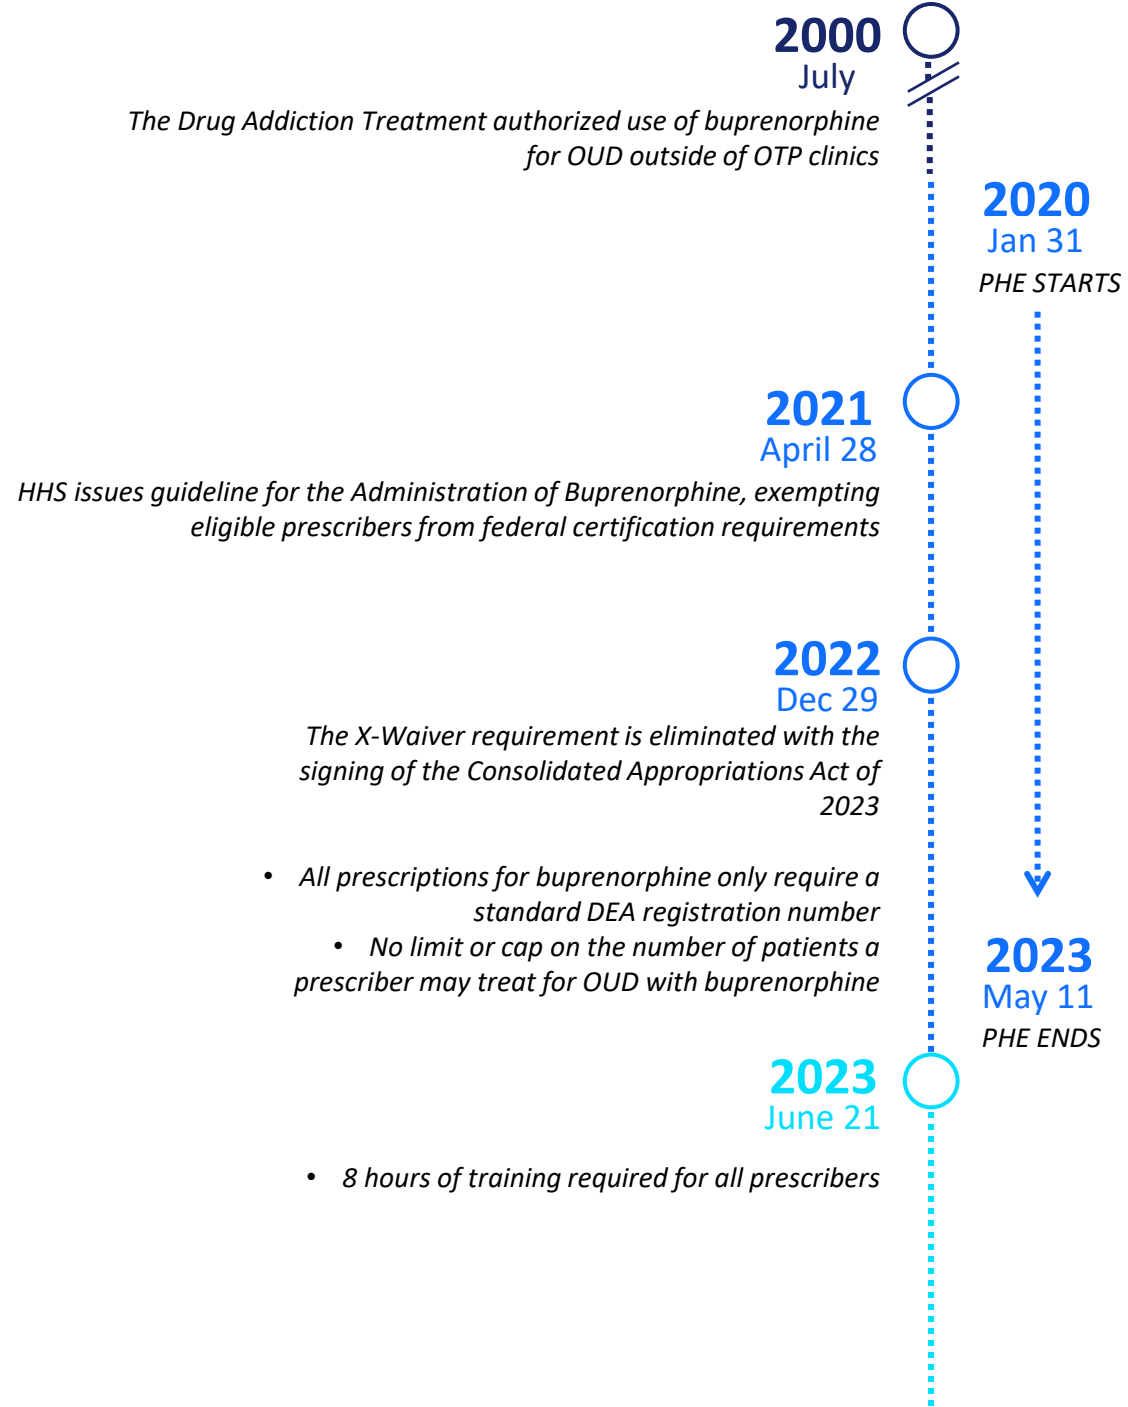 2000
July
The Drug Addiction Treatment authorized use of buprenorphine
for OUD outside of OTP clinics
2020
Jan 31
PHE STARTS
2021
April 28
HHS issues guideline for the Administration of Buprenorphine, exempting
eligible prescribers from federal certification requirements
2022
Dec 29
The X-Waiver requirement is eliminated with the
signing of the Consolidated Appropriations Act of
2023
• All prescriptions for buprenorphine only require a
standard DEA registration number
• No limit or cap on the number of patients a
prescriber may treat for OUD with buprenorphine
2023
May 11
PHE ENDS
2023
June 21
• 8 hours of training required for all prescribers